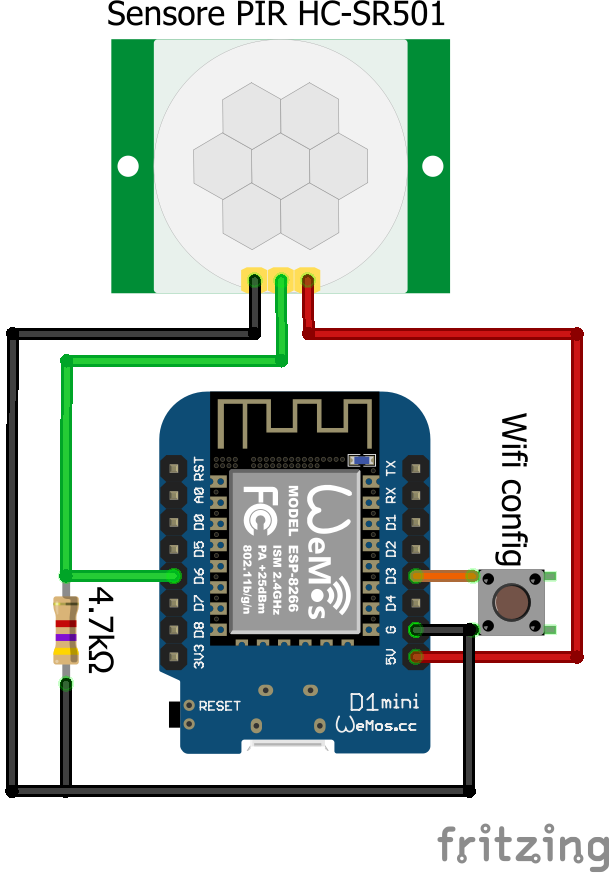 Sensore PIR HC-SR501
Wifi config
4.7kΩ
RST
A0
D0
D5
D6
D7
D8
3V3
TX
RX
D1
D2
D3
D4
G
5V
WeMos
FC
MODEL ESP-8266
ISM 2.4GHz
PA +25dBm
802.11b/g/n
RESET
D1mini
WeMos.cc
fritzing